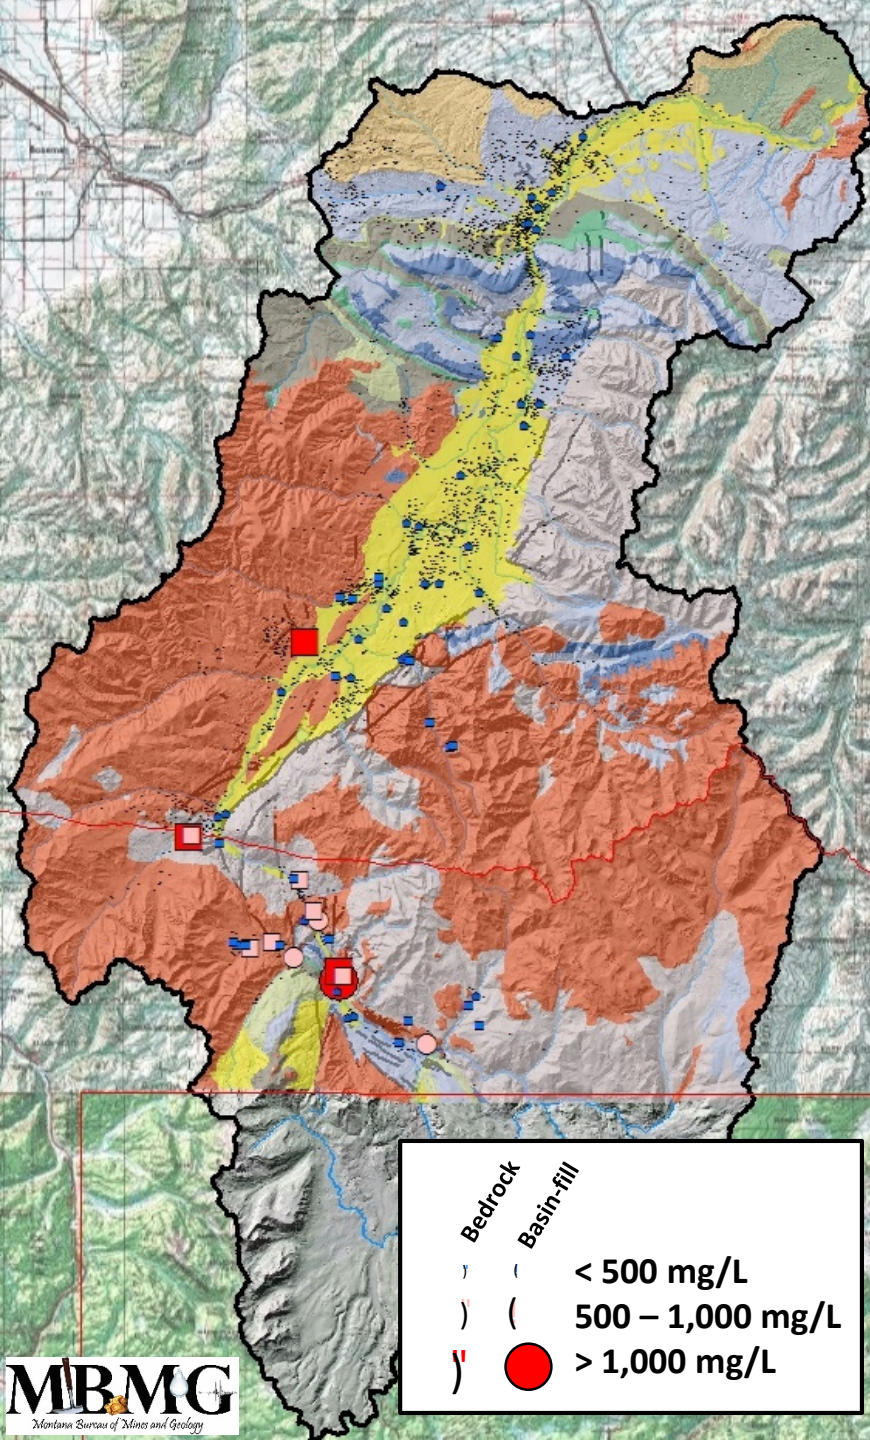 Bedrock
Basin-fill
< 500 mg/L
500 – 1,000 mg/L
> 1,000 mg/L
MBMG
Montana Bureau of Mines and Geology